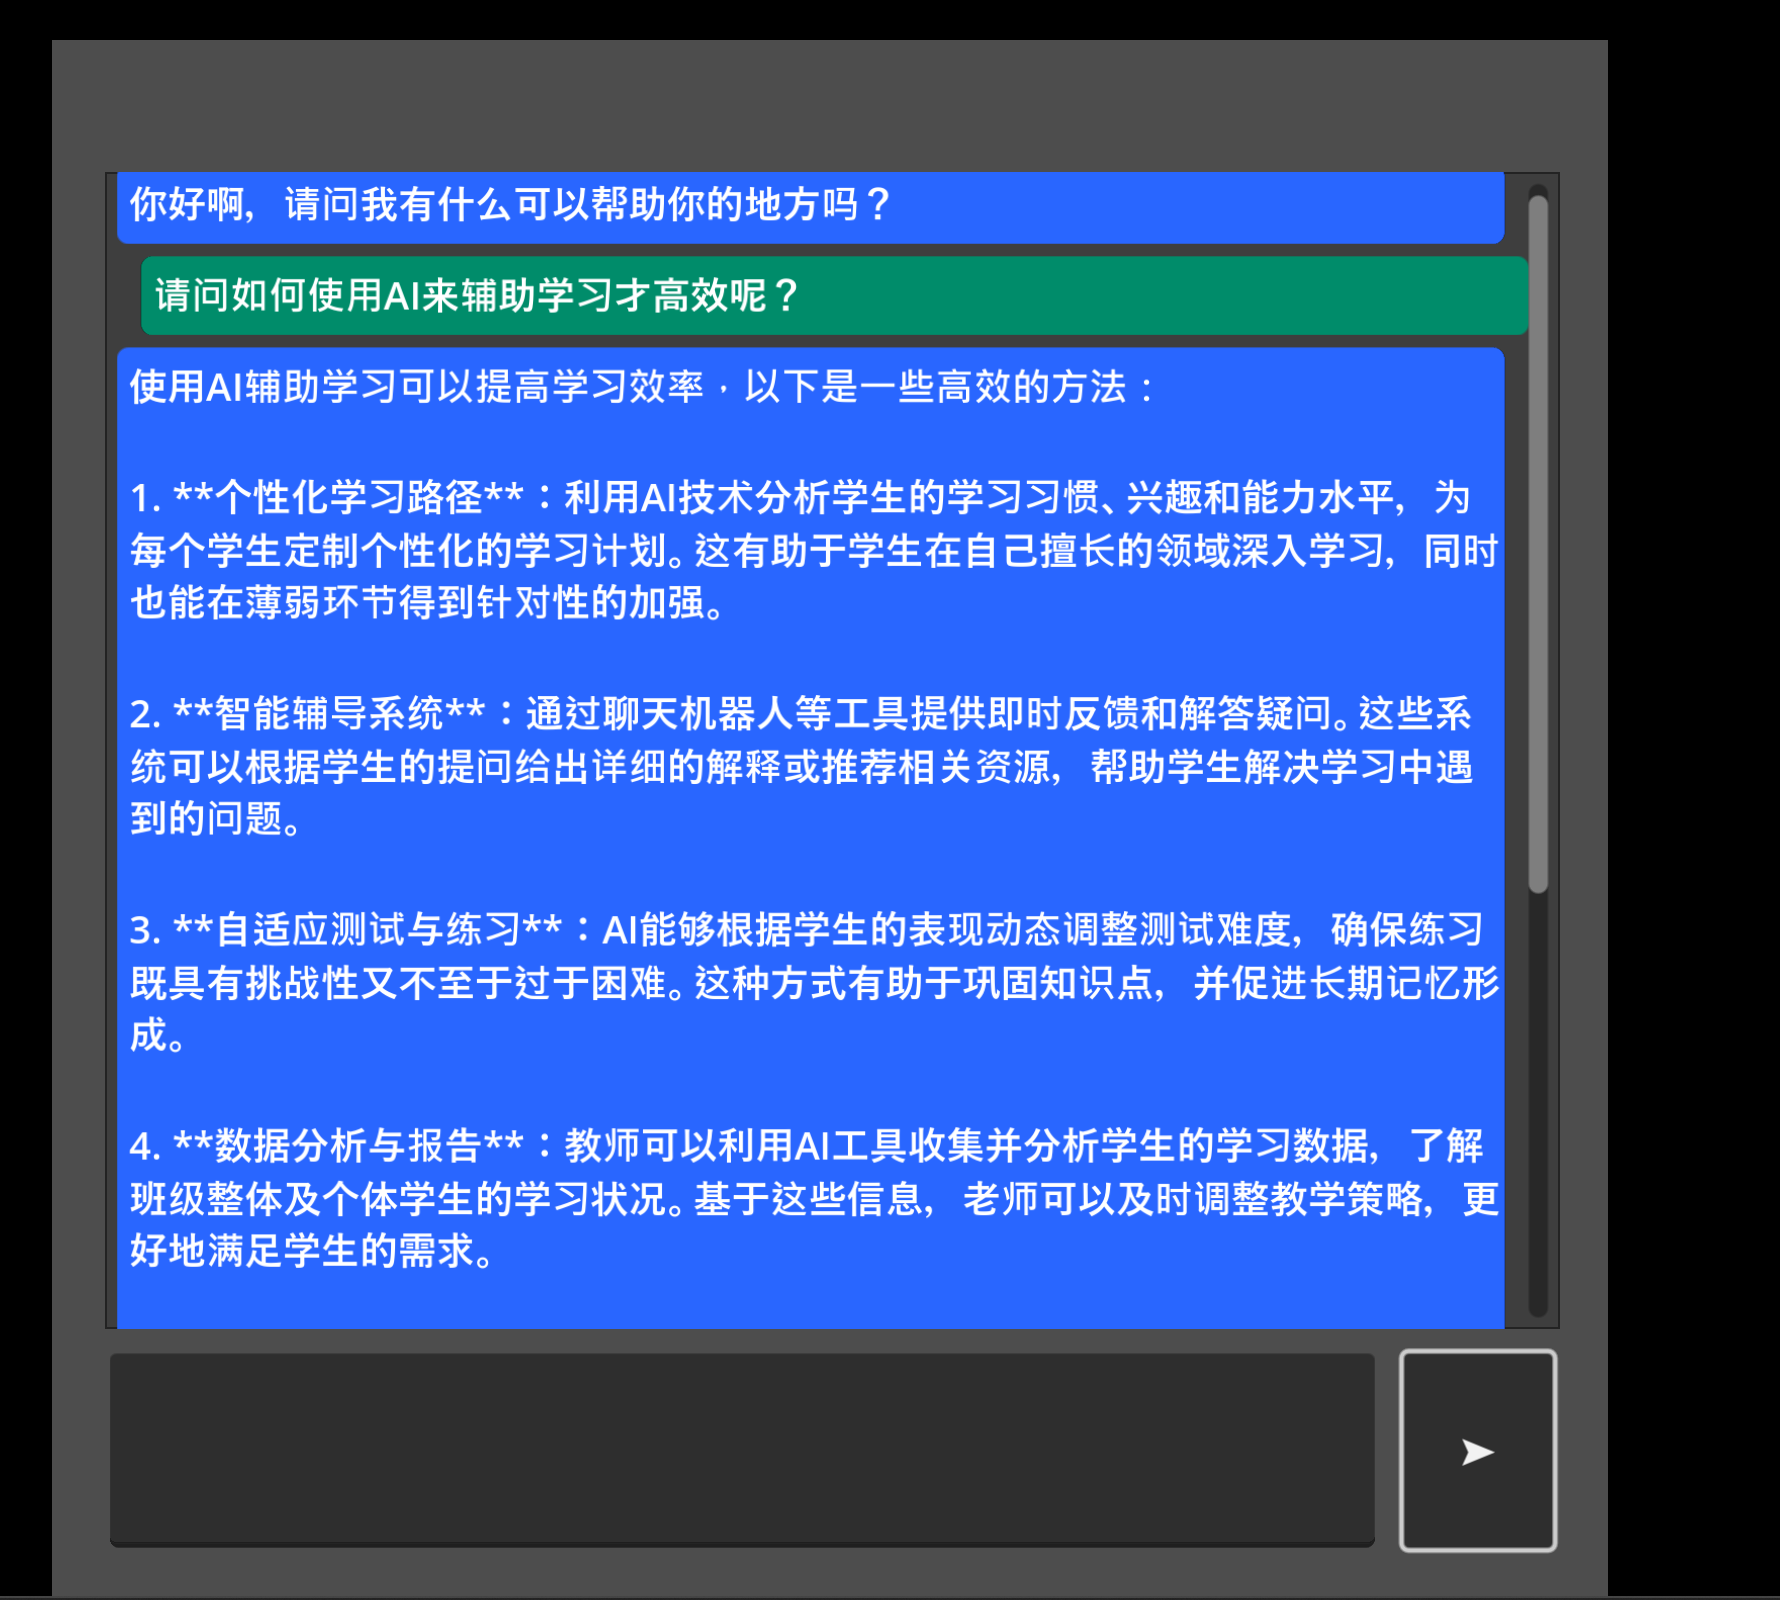 你好啊，请问我有什么可以帮助你的地方吗？
请问如何使用AI来辅助学习才高效呢？
使用AI辅助学习可以提高学习效率，以下是一些高效的方法：
1. **个性化学习路径**：利用AI技术分析学生的学习习惯、兴趣和能力水平，为
每个学生定制个性化的学习计划。这有助于学生在自己擅长的领域深入学习，同时
也能在薄弱环节得到针对性的加强。
2. **智能辅导系统**：通过聊天机器人等工具提供即时反馈和解答疑问。这些系
统可以根据学生的提问给出详细的解释或推荐相关资源，帮助学生解决学习中遇
到的问题。
3. **自适应测试与练习**：AI能够根据学生的表现动态调整测试难度，确保练习
既具有挑战性又不至于过于困难。这种方式有助于巩固知识点，并促进长期记忆形
成。
4. **数据分析与报告**：教师可以利用AI工具收集并分析学生的学习数据，了解
班级整体及个体学生的学习状况。基于这些信息，老师可以及时调整教学策略，更
好地满足学生的需求。